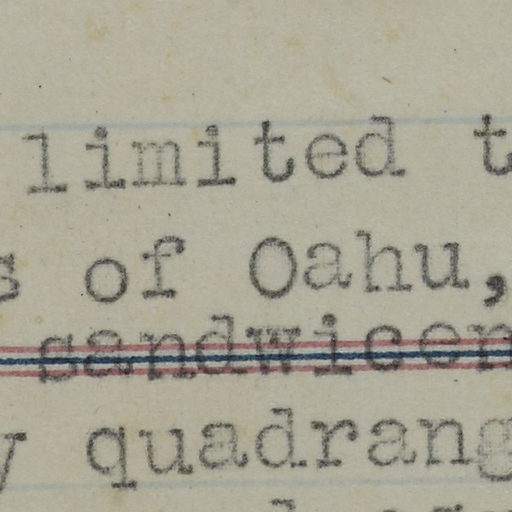 limited t
s of Oahu,
sandwicen
y quadrang